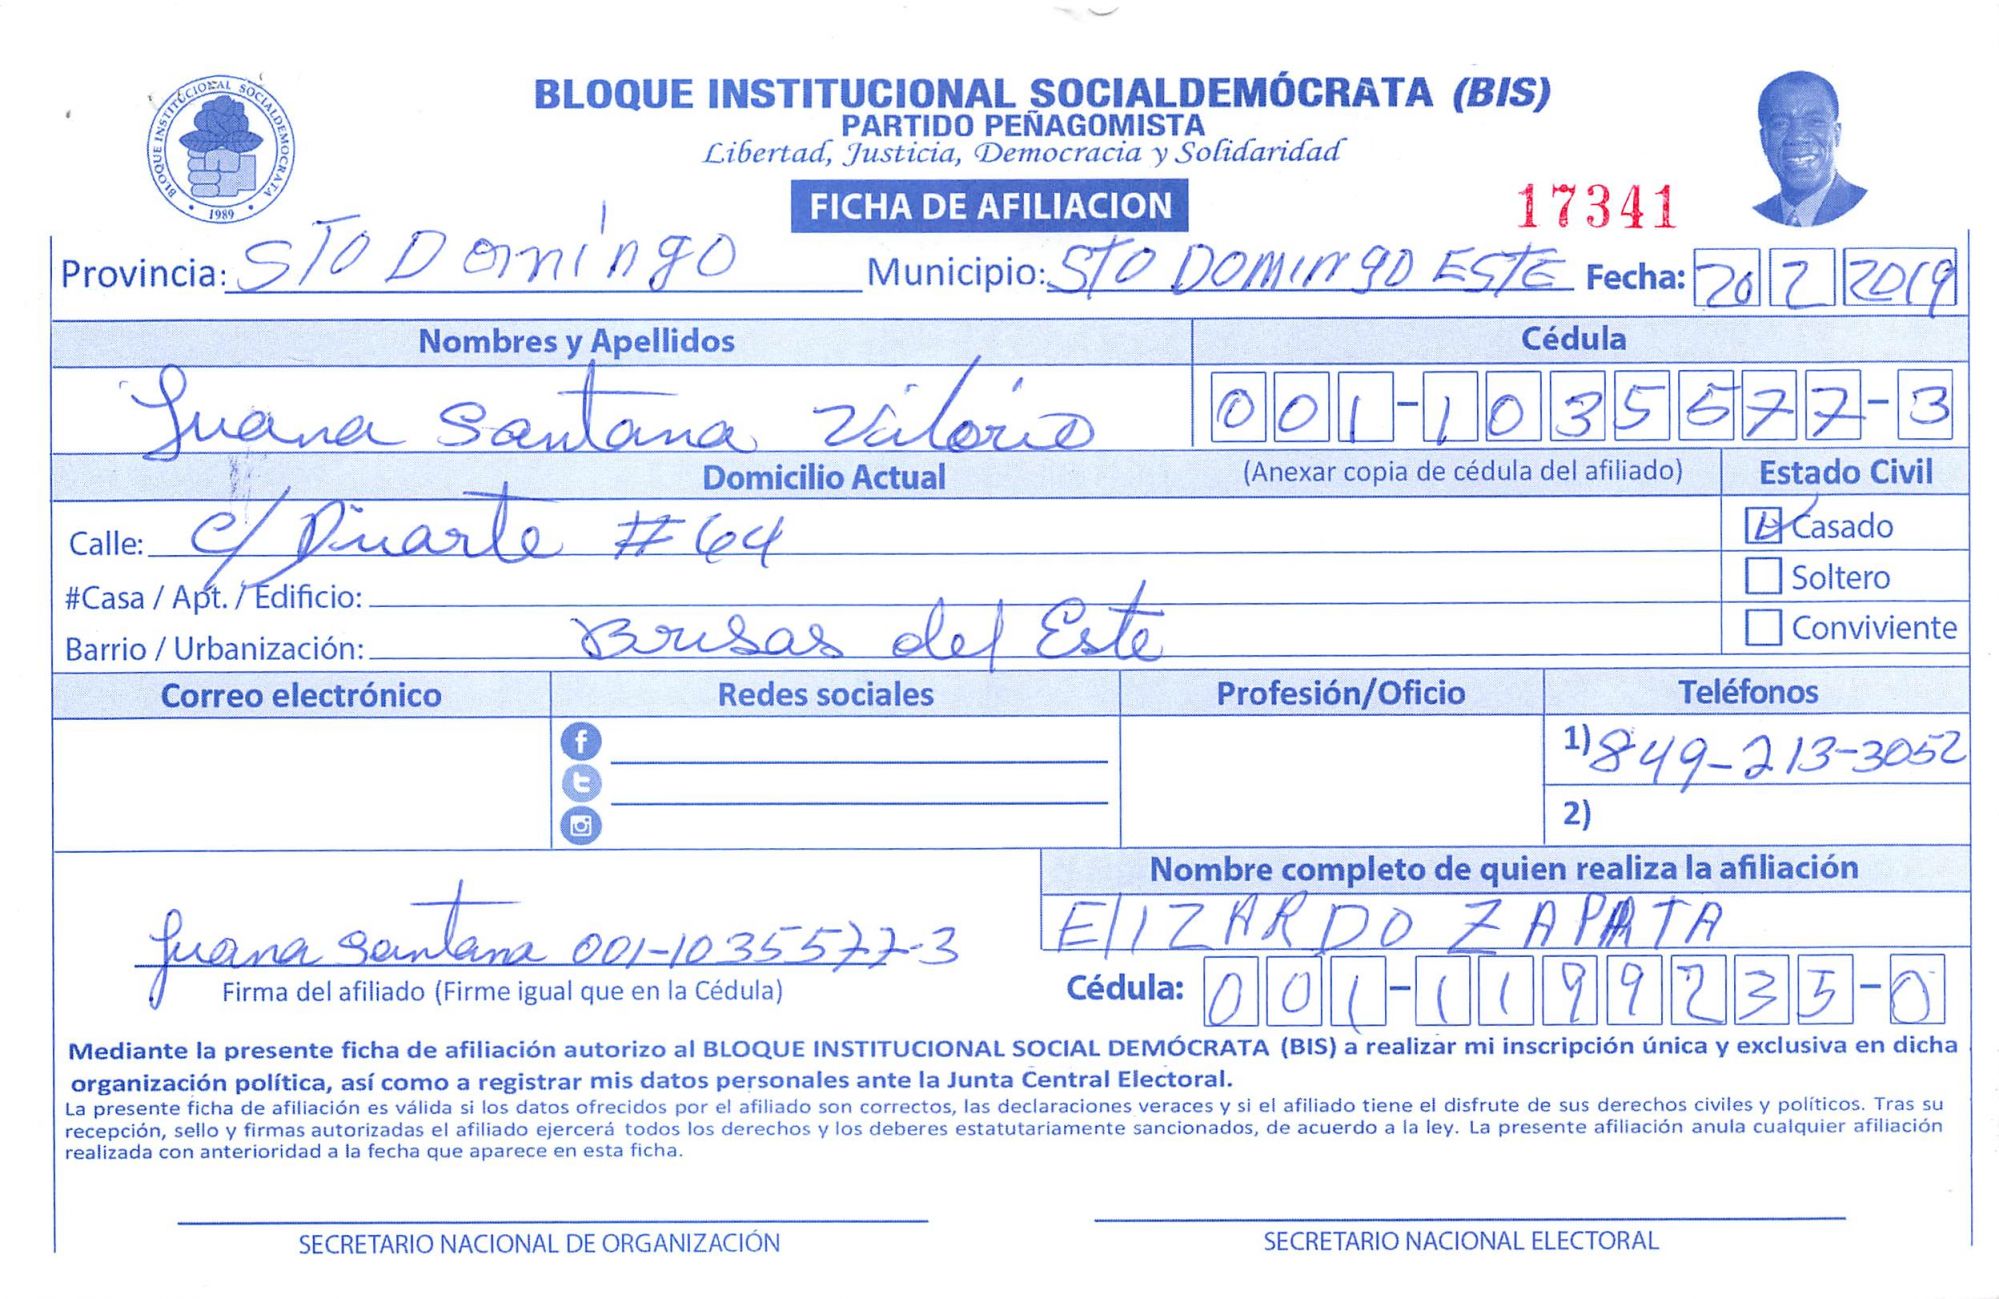 BLOQUE INSTITUCIONAL SOCIALDEMÓCRATA (BIS)
PARTIDO PEÑAGOMISTA
Libertad, Justicia, Democracia y Solidaridad
BLOQUE INSTITUCIONAL SOCIALDEMOCRATA
1989
FICHA DE AFILIACION
17341
Provincia: STO Domingo Municipio: STO DOMINGO ESTE Fecha: 20 2 2019
Nombres y Apellidos Cédula
Juana Santana Vilorio 001-1035577-3
Domicilio Actual (Anexar copia de cédula del afiliado) Estado Civil
Calle: c/ Duarte #64 Casado
#Casa / Apt. / Edificio: Soltero
Barrio / Urbanización: Brisas del Este Conviviente
Correo electrónico Redes sociales Profesión/Oficio Teléfonos
1) 849-213-3052
2)
Nombre completo de quien realiza la afiliación
ElIZARDO ZAPATA
Juana Santana 001-1035577-3
Firma del afiliado (Firme igual que en la Cédula) Cédula: 001-1199235-0
Mediante la presente ficha de afiliación autorizo al BLOQUE INSTITUCIONAL SOCIAL DEMÓCRATA (BIS) a realizar mi inscripción única y exclusiva en dicha
organización política, así como a registrar mis datos personales ante la Junta Central Electoral.
La presente ficha de afiliación es válida si los datos ofrecidos por el afiliado son correctos, las declaraciones veraces y si el afiliado tiene el disfrute de sus derechos civiles y políticos. Tras su
recepción, sello y firmas autorizadas el afiliado ejercerá todos los derechos y los deberes estatutariamente sancionados, de acuerdo a la ley. La presente afiliación anula cualquier afiliación
realizada con anterioridad a la fecha que aparece en esta ficha.
SECRETARIO NACIONAL DE ORGANIZACIÓN SECRETARIO NACIONAL ELECTORAL